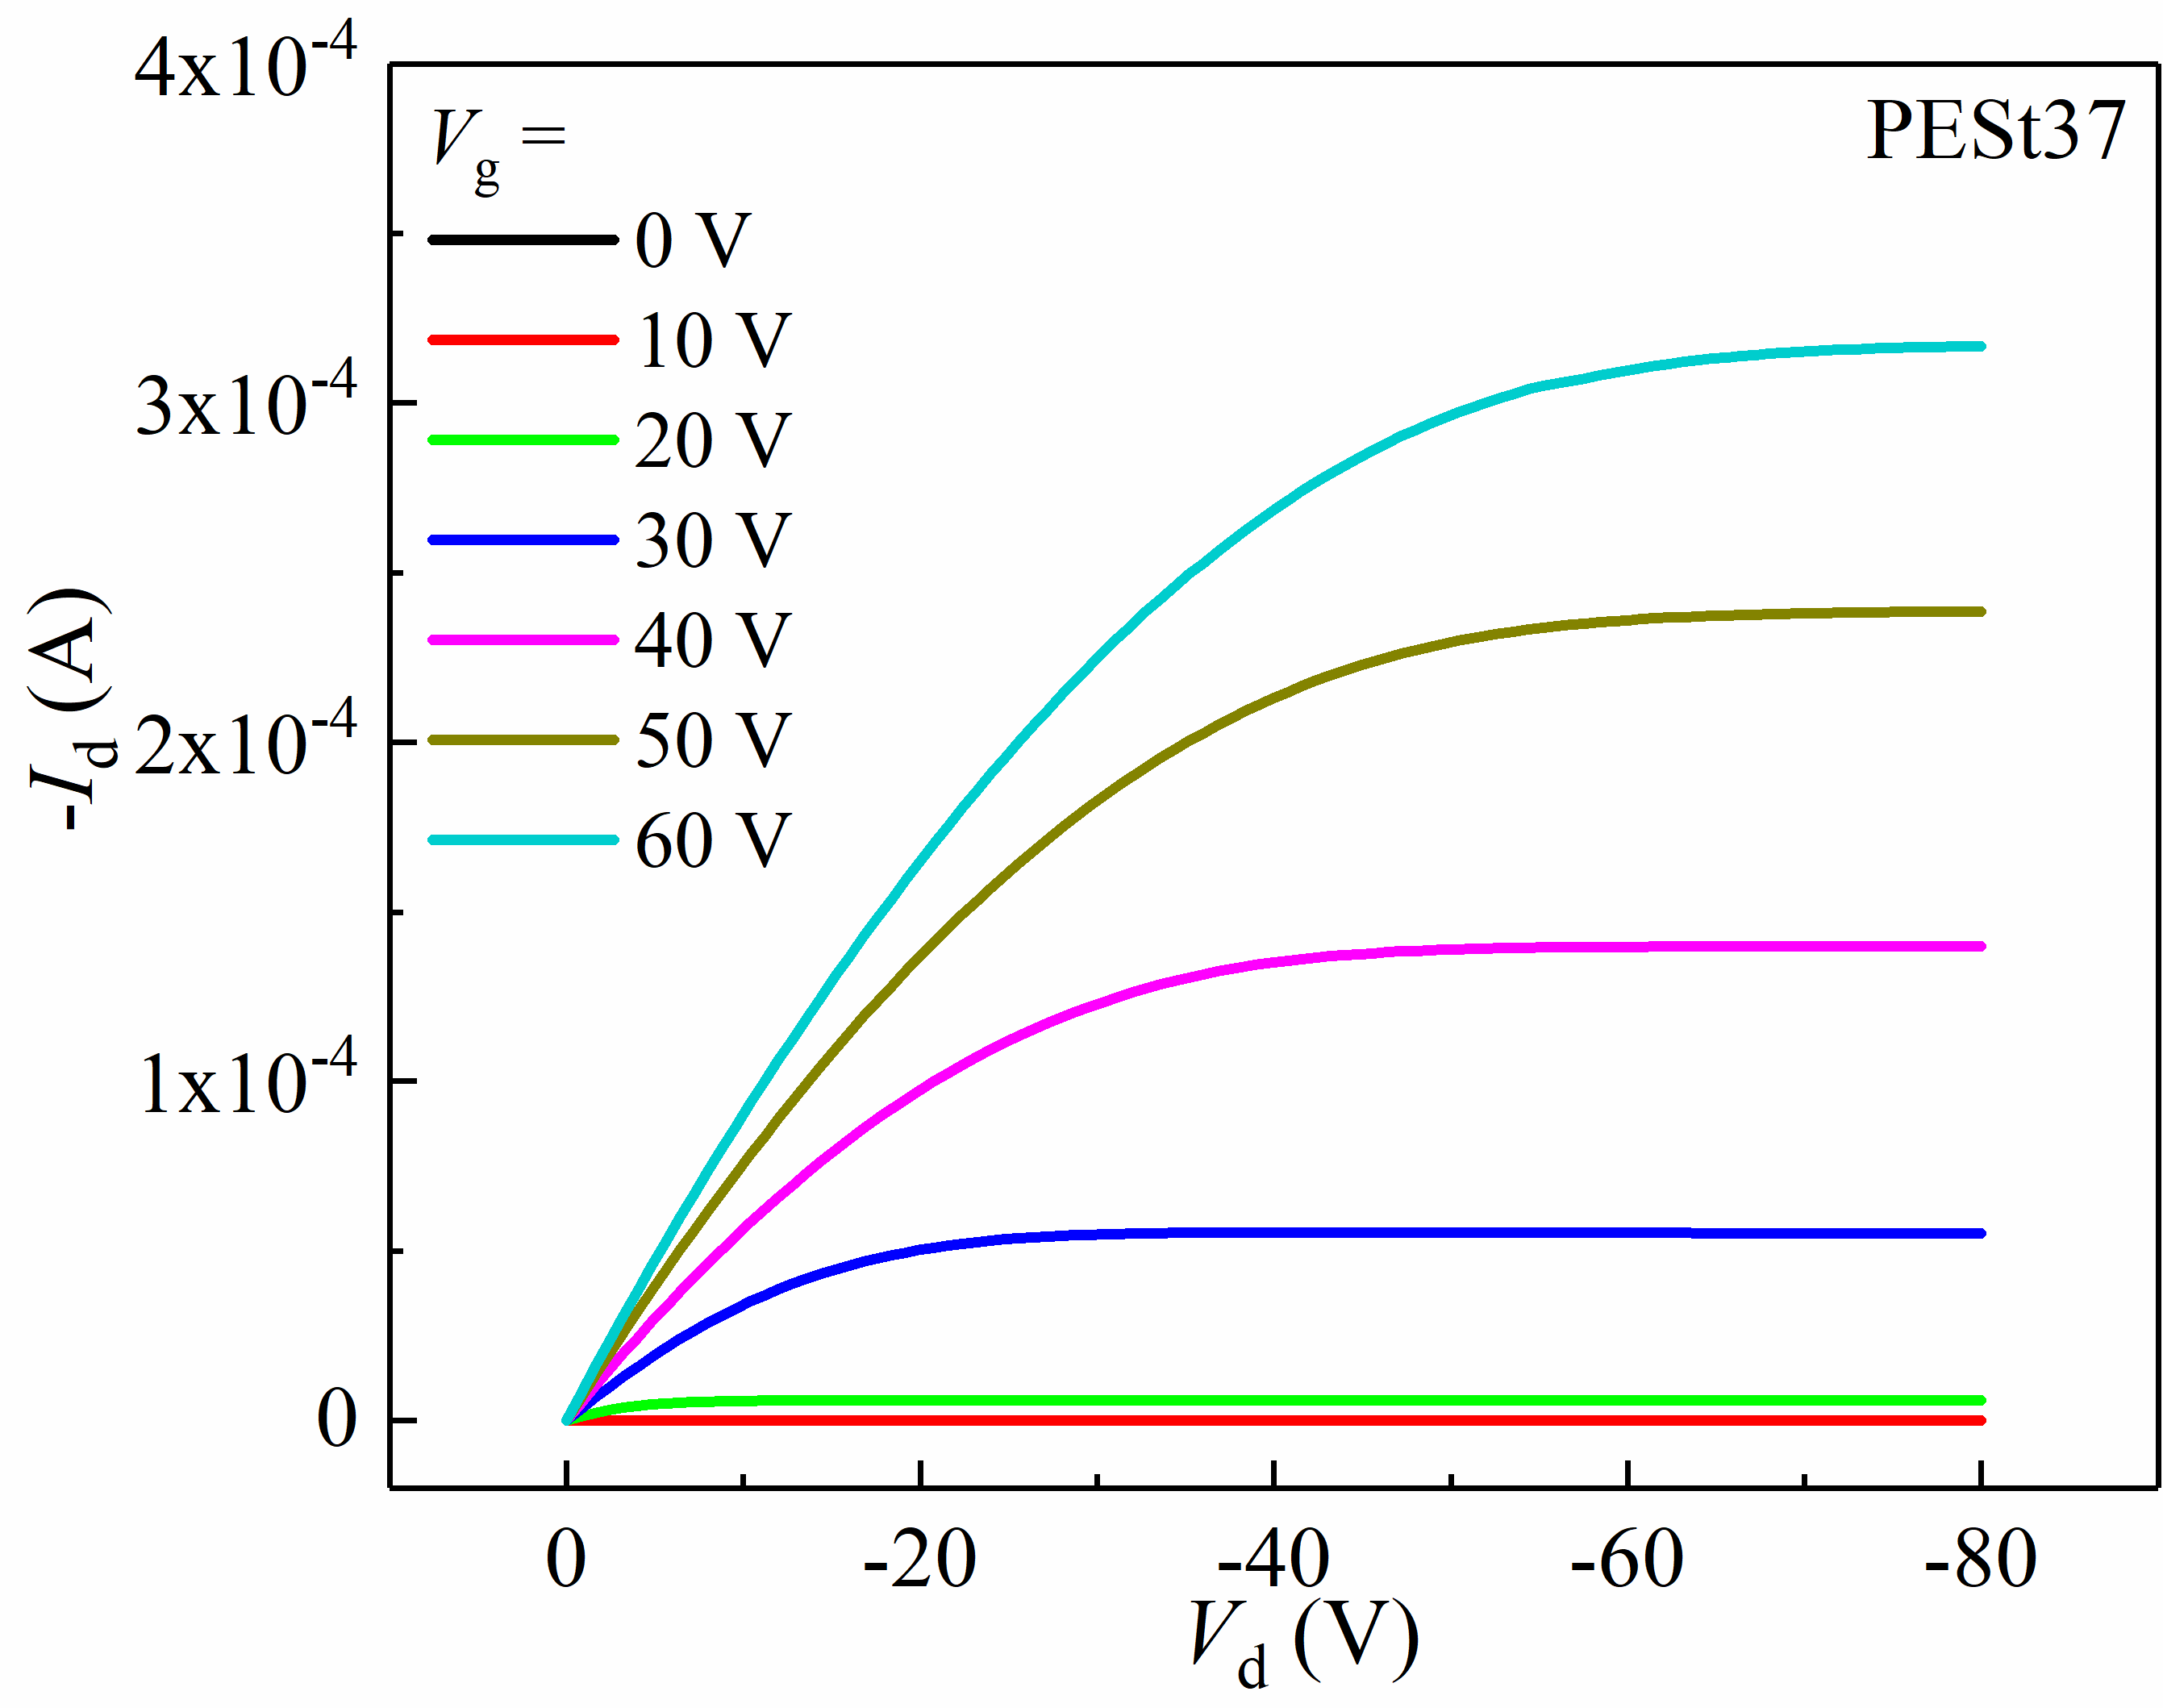 4x10-4
3x10-4
2x10-4
1x10-4
0
-Id (A)
Vg =
0 V
10 V
20 V
30 V
40 V
50 V
60 V
PESt37
0 -20 -40 -60 -80
Vd (V)